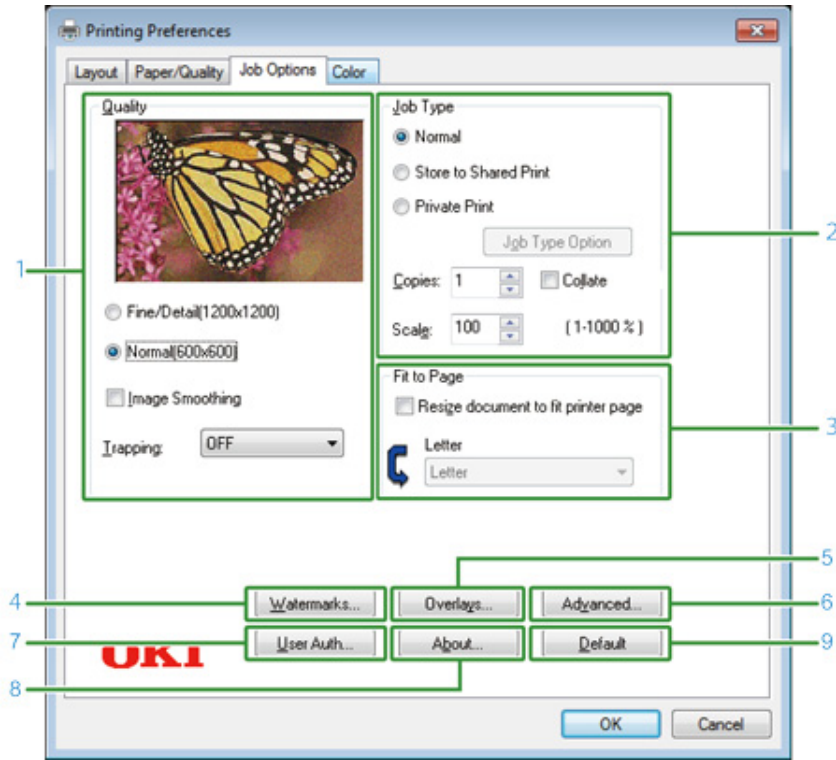 Printing Preferences
Layout Paper/Quality Job Options Color
Quality
Fine/Detail(1200x1200)
Normal(600x600)
Image Smoothing
Trapping: OFF
Job Type
Normal
Store to Shared Print
Private Print
Job Type Option
Copies: 1 Collate
Scale: 100 (1-1000 %)
Fit to Page
Resize document to fit printer page
Letter
Letter
1
2
3
5
4 Watermarks... Overlays... Advanced... 6
7 User Auth... About... Default 9
OKI
8
OK Cancel